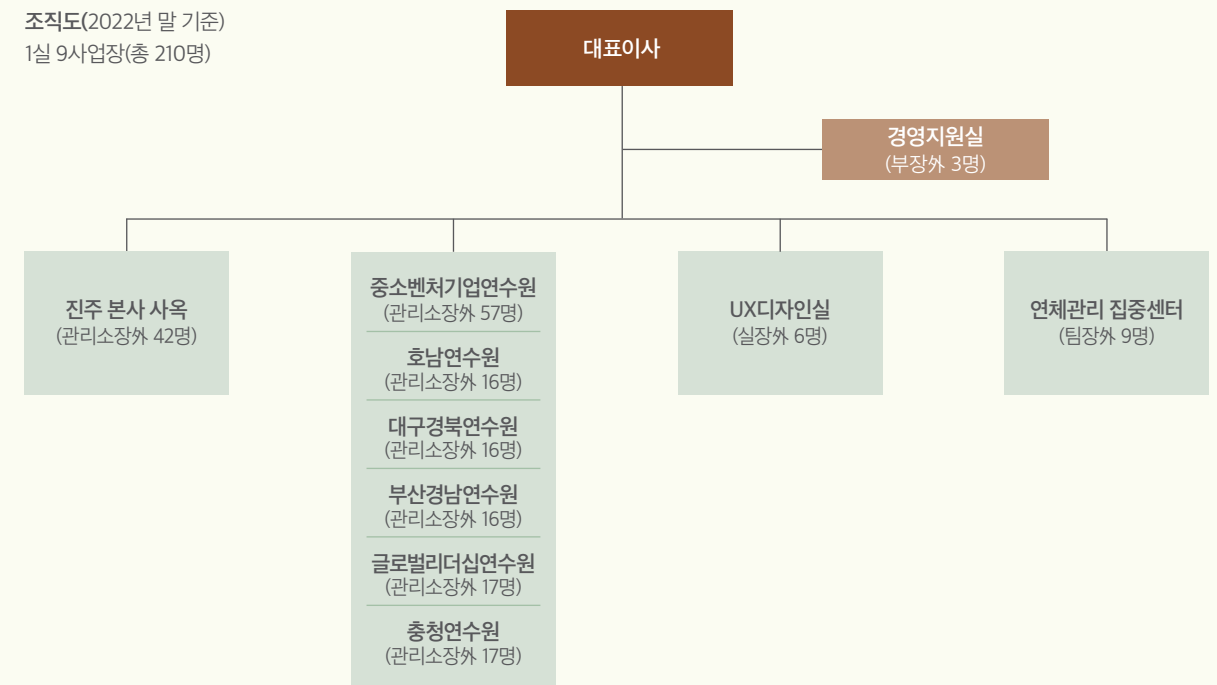 조직도(2022년 말 기준)
1실 9사업장(총 210명)
대표이사
경영지원실
(부장外 3명)
진주 본사 사옥
(관리소장外 42명)
중소벤처기업연수원
(관리소장外 57명)
호남연수원
(관리소장外 16명)
대구경북연수원
(관리소장外 16명)
부산경남연수원
(관리소장外 16명)
글로벌리더십연수원
(관리소장外 17명)
충청연수원
(관리소장外 17명)
UX디자인실
(실장外 6명)
연체관리 집중센터
(팀장外 9명)